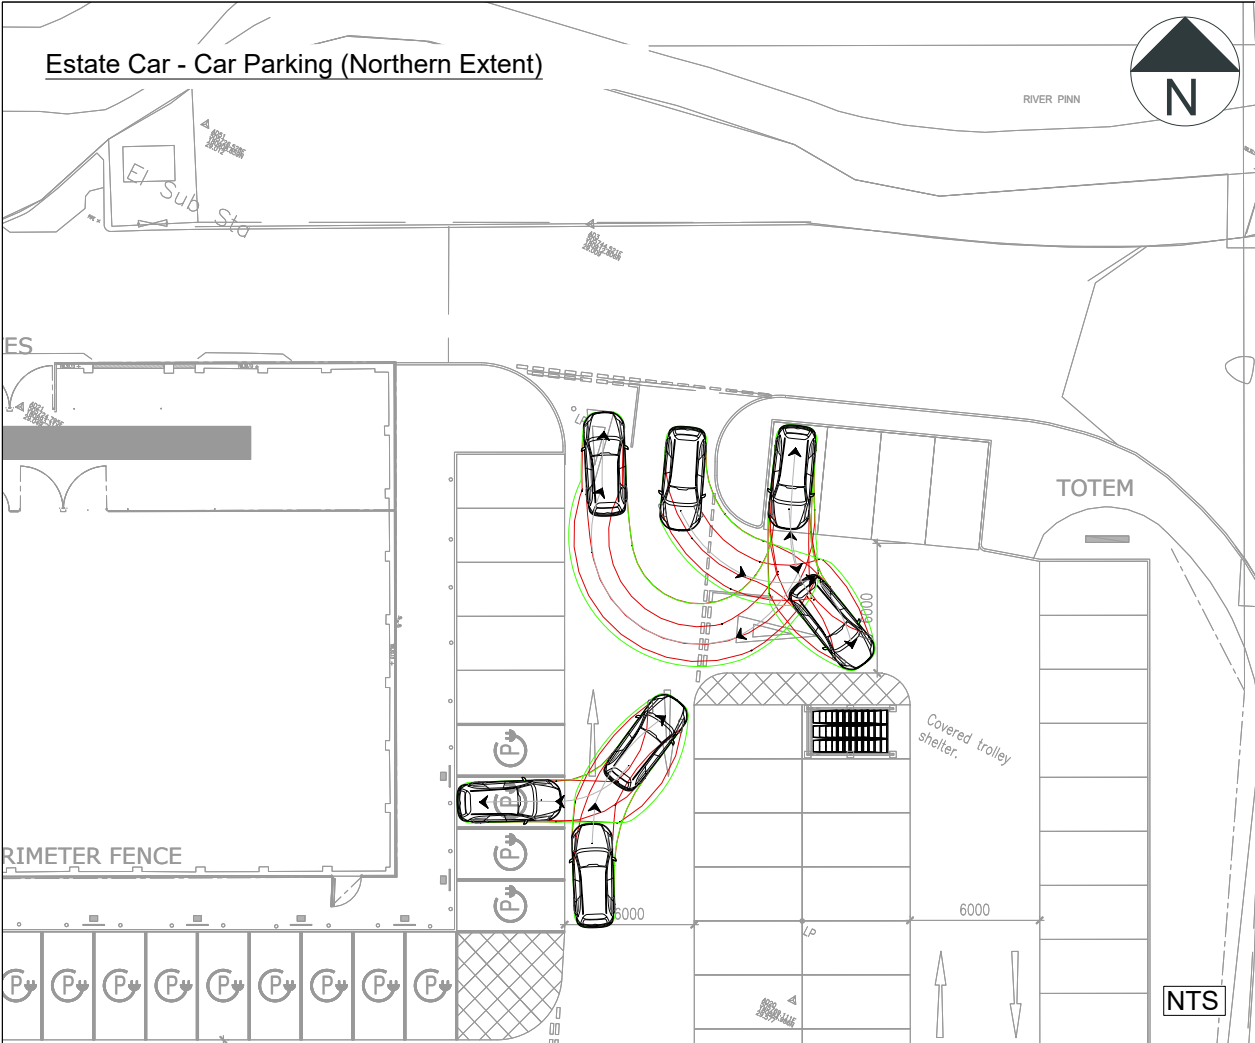 Estate Car - Car Parking (Northern Extent)
N
RIVER PINN
El Sub Sta
ES
TOTEM
6000
Covered trolley
shelter.
P
P
P
P
RIMETER FENCE
6000
6000
LP
P
P
P
P
P
P
P
P
P
NTS